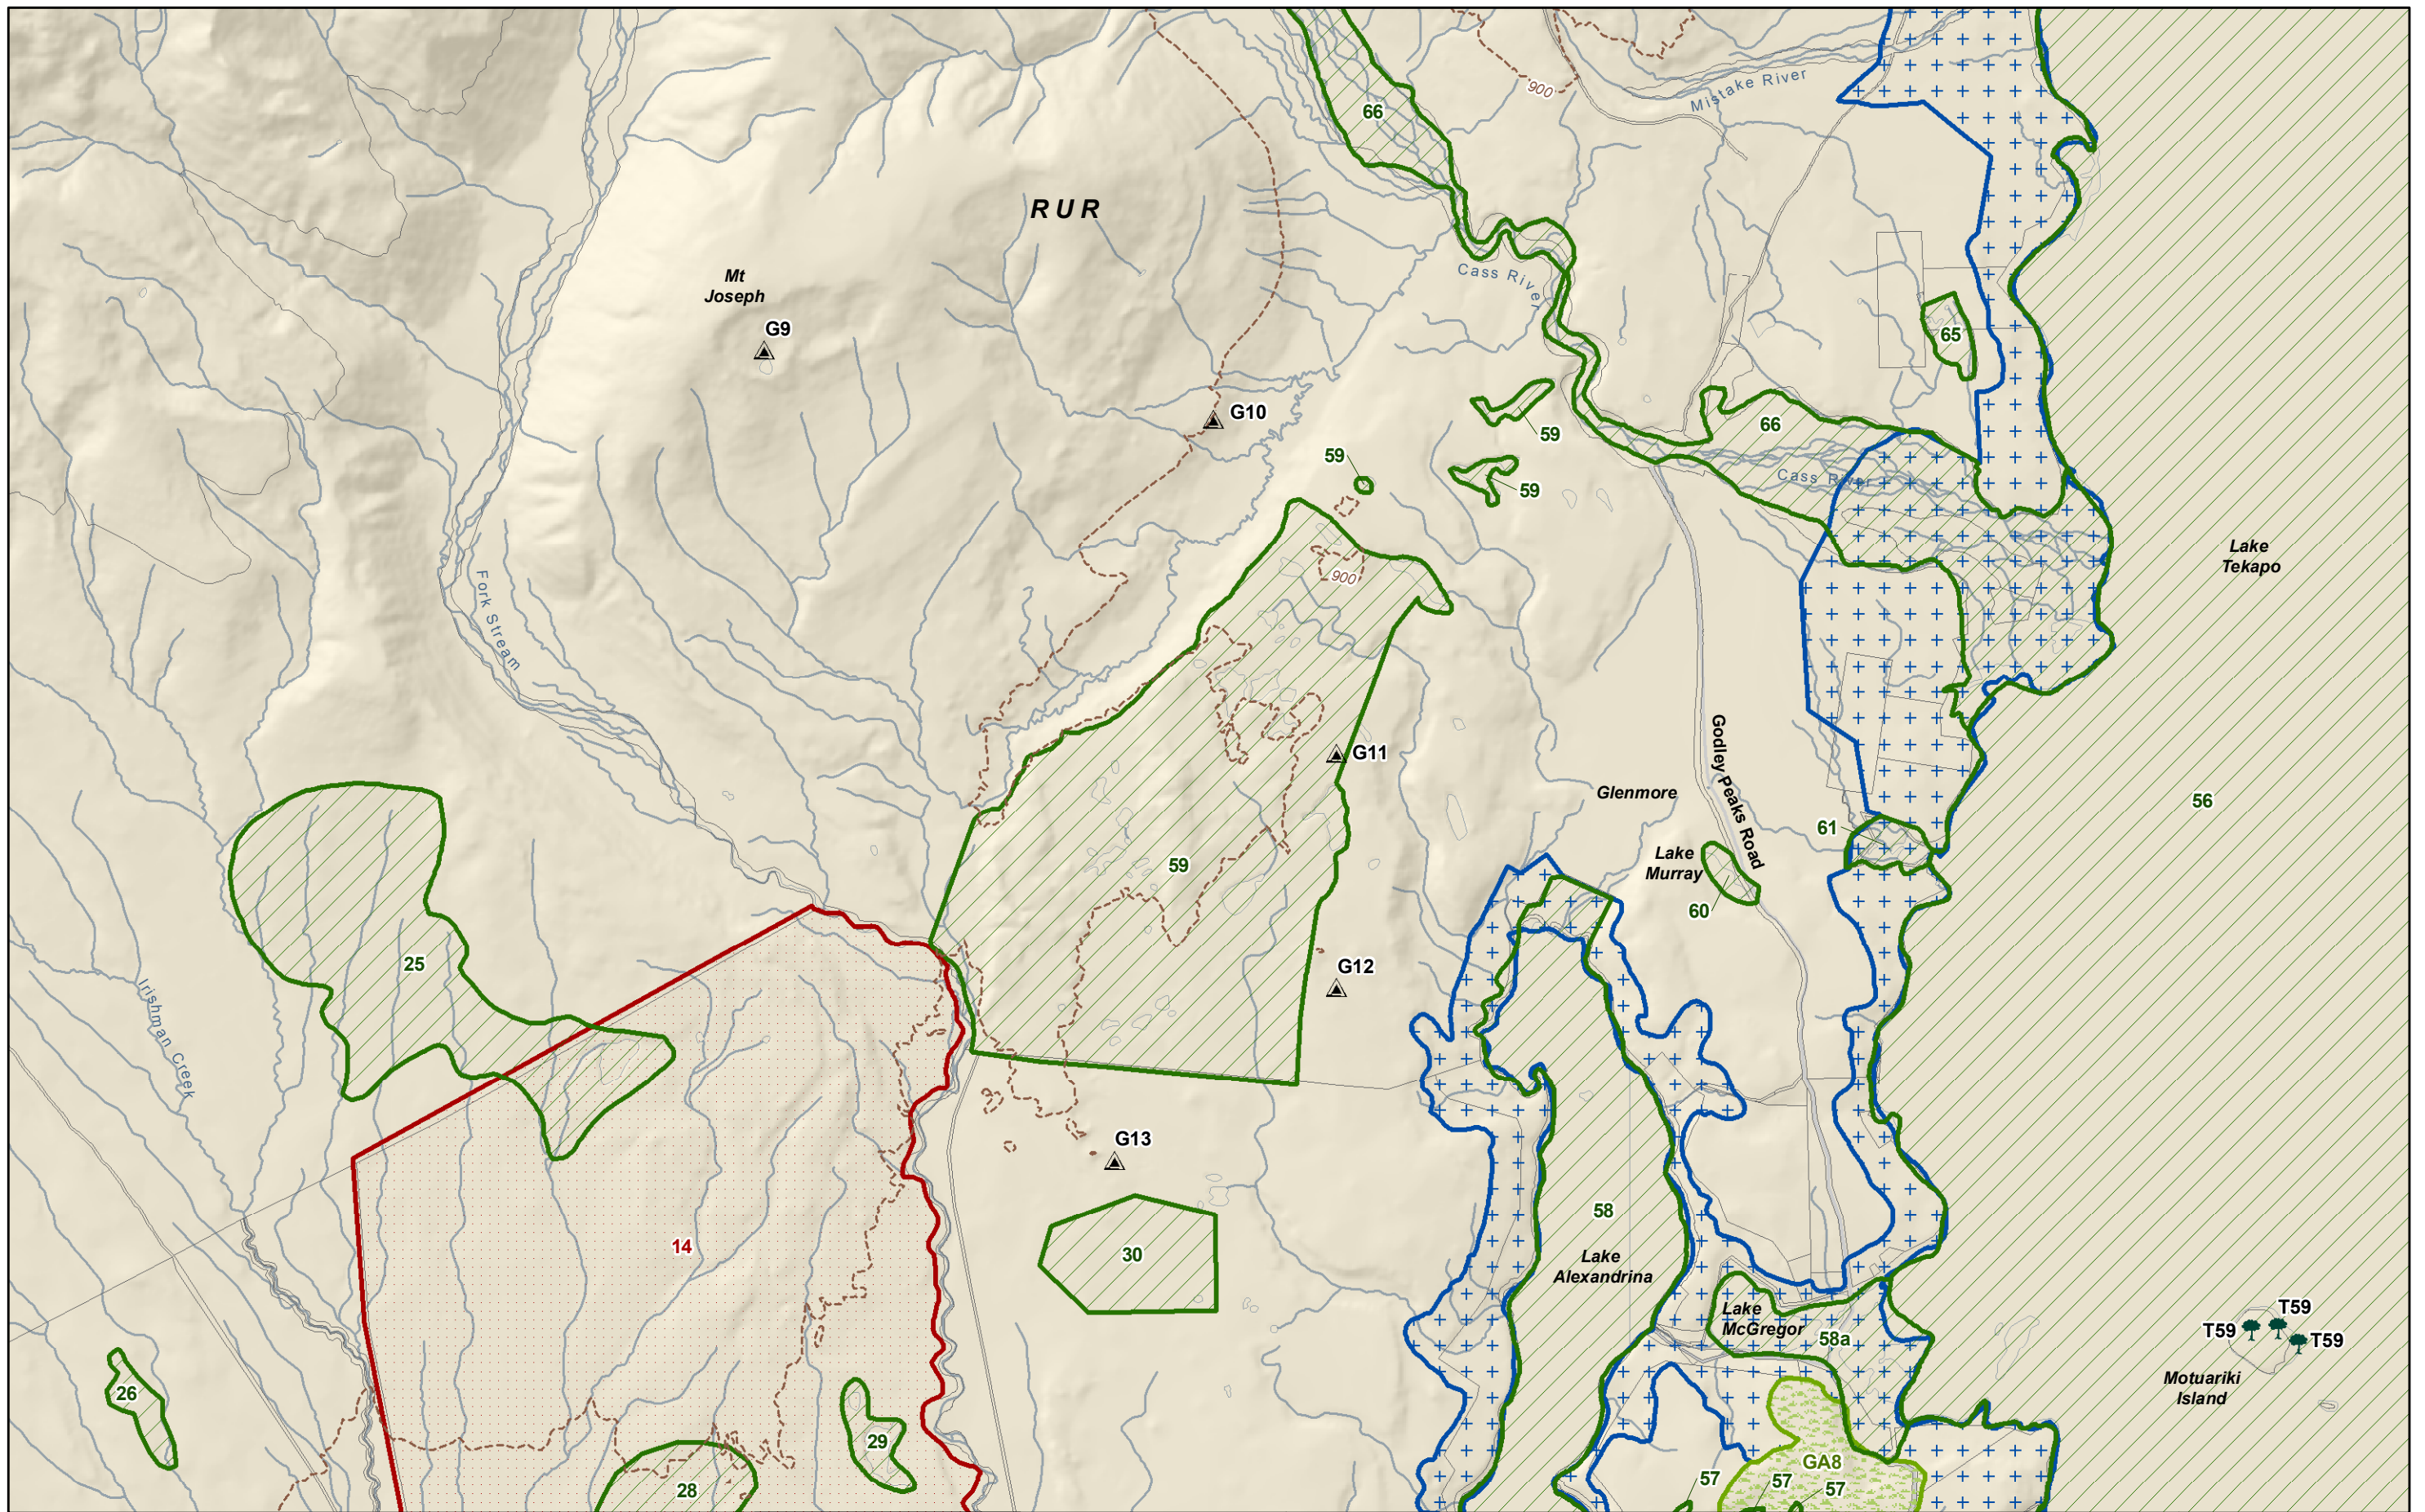 900
Mistake River
66
RUR
Cass River
Mt
Joseph
G9
65
G10
66
59
59
59
Cass River
Lake
Tekapo
900
Fork Stream
Godley Peaks Road
G11
Glenmore
56
61
Lake
Murray
59
60
25
G12
Irishman Creek
G13
58
14
30
Lake
Alexandrina
Lake
McGregor
58a
T59
T59
T59
Motuariki
Island
26
29
GA8
28
57
57
57